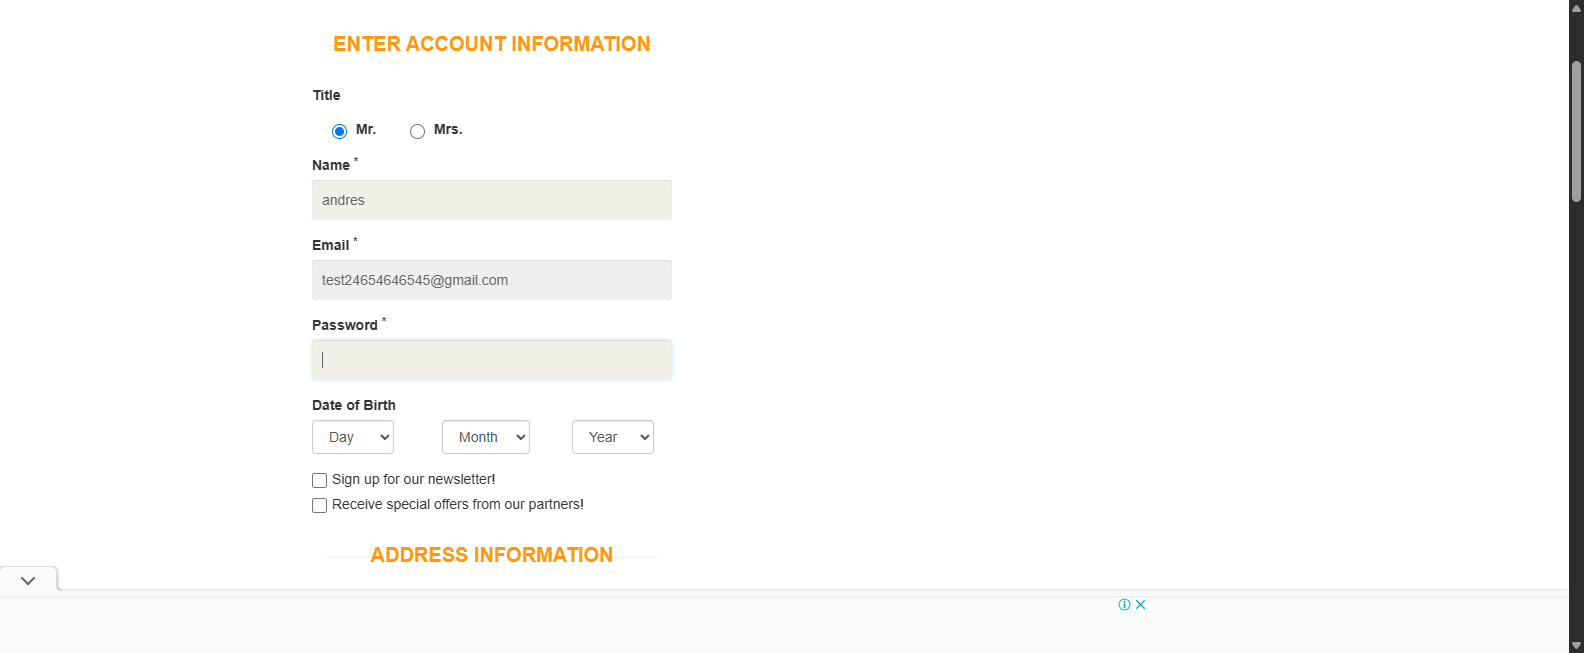 ENTER ACCOUNT INFORMATION
Title
Mr. Mrs.
Name *
andres
Email *
test24654646545@gmail.com
Password *
Date of Birth
Day Month Year
Sign up for our newsletter!
Receive special offers from our partners!
ADDRESS INFORMATION